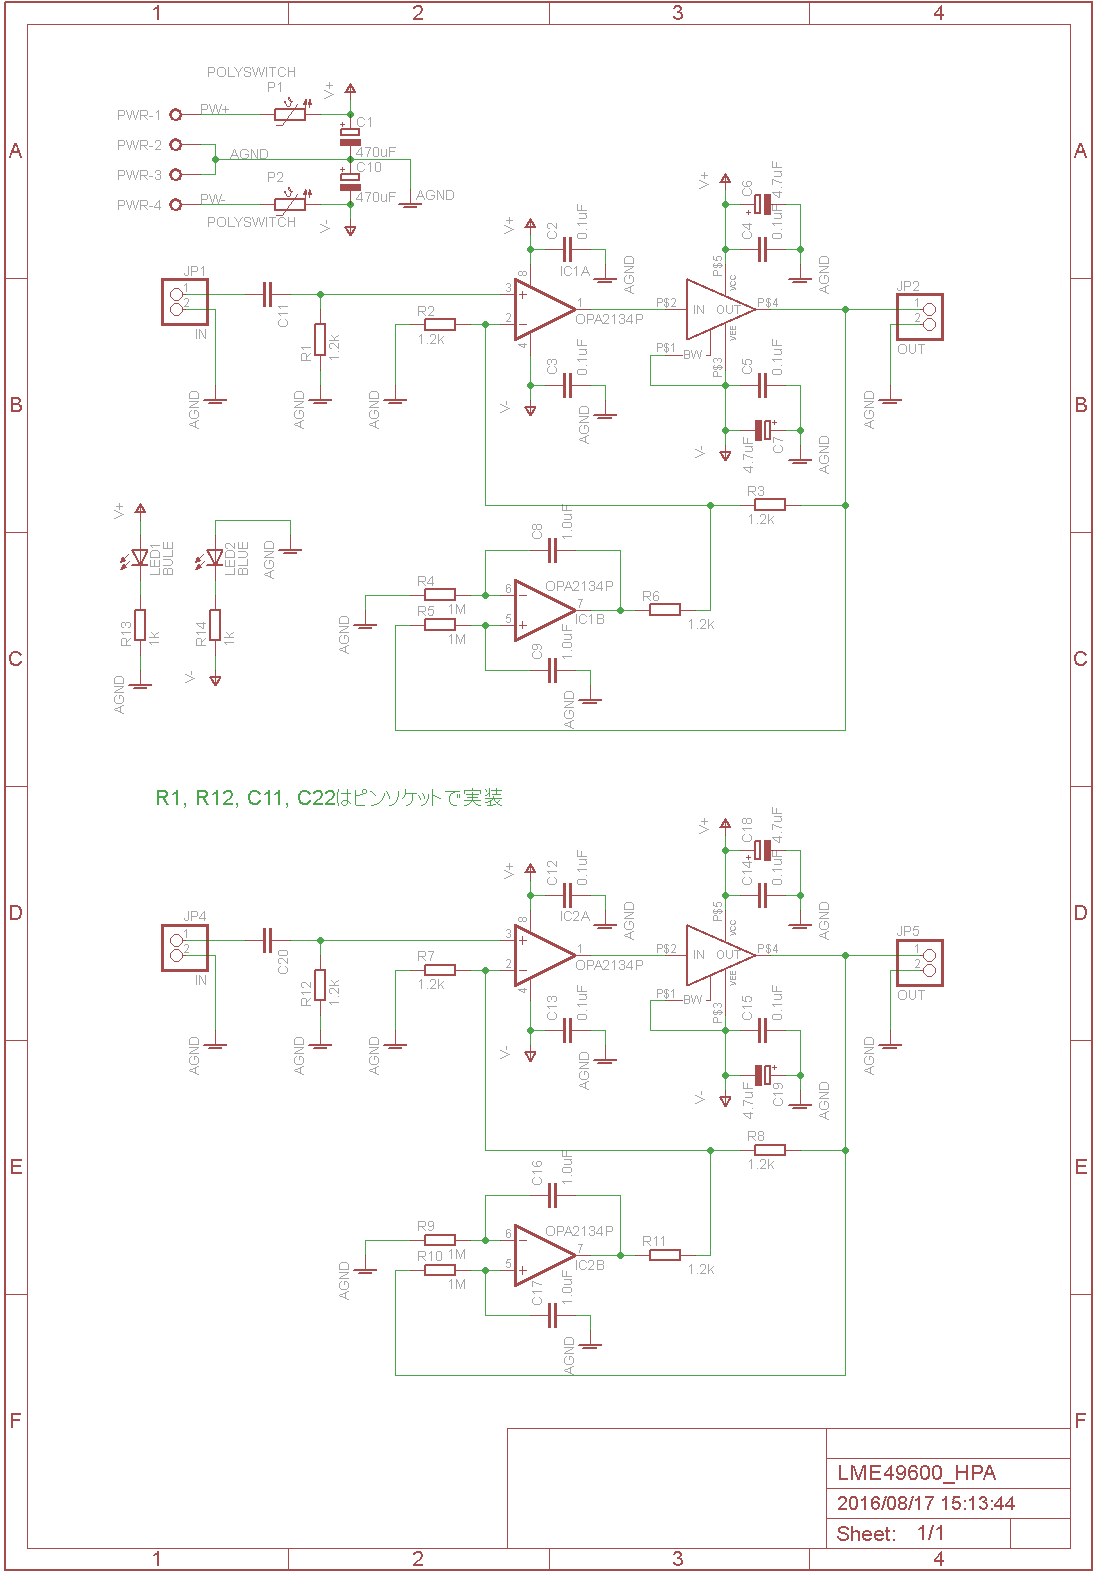 1 2 3 4
A A
B B
C C
D D
E E
F F
POLYSWITCH
P1
V+
PWR-1
PW+
C1
470uF
PWR-2
AGND
PWR-3
C10
470uF
P2
PWR-4
PW-
POLYSWITCH
V-
AGND
JP1
1
2
IN
C11
R1
1.2k
AGND
AGND
AGND
R2
1.2k
V+
C2
0.1uF
IC1A
AGND
8
3
2
1
4
OPA2134P
C3
0.1uF
V-
AGND
V+
C6
4.7uF
C4
0.1uF
AGND
P$5
VCC
P$2
IN
OUT
P$4
VEE
P$1
BW
P$3
C5
0.1uF
V-
4.7uF
C7
AGND
JP2
1
2
OUT
AGND
R3
1.2k
V+
LED1
BULE
R13
1k
AGND
LED2
BLUE
AGND
R14
1k
V-
C8
1.0uF
R4
1M
R5
1M
AGND
OPA2134P
6
5
7
IC1B
R6
1.2k
C9
1.0uF
AGND
R1, R12, C11, C22はピンソケットで実装
JP4
1
2
IN
C20
R12
1.2k
AGND
AGND
AGND
R7
1.2k
V+
C12
0.1uF
IC2A
AGND
8
3
2
1
4
OPA2134P
C13
0.1uF
V-
AGND
V+
C18
4.7uF
C14
0.1uF
AGND
P$5
VCC
P$2
IN
OUT
P$4
VEE
P$1
BW
P$3
C15
0.1uF
V-
4.7uF
C19
AGND
JP5
1
2
OUT
AGND
R8
1.2k
C16
1.0uF
R9
1M
R10
1M
AGND
OPA2134P
6
5
7
IC2B
R11
1.2k
C17
1.0uF
AGND
LME49600_HPA
2016/08/17 15:13:44
Sheet: 1/1
1 2 3 4